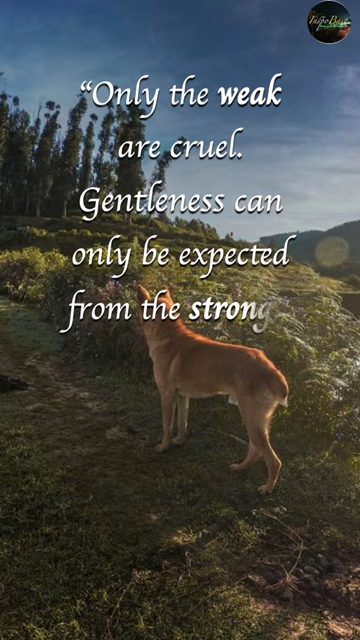 “Only the weak
are cruel.
Gentleness can
only be expected
from the strong